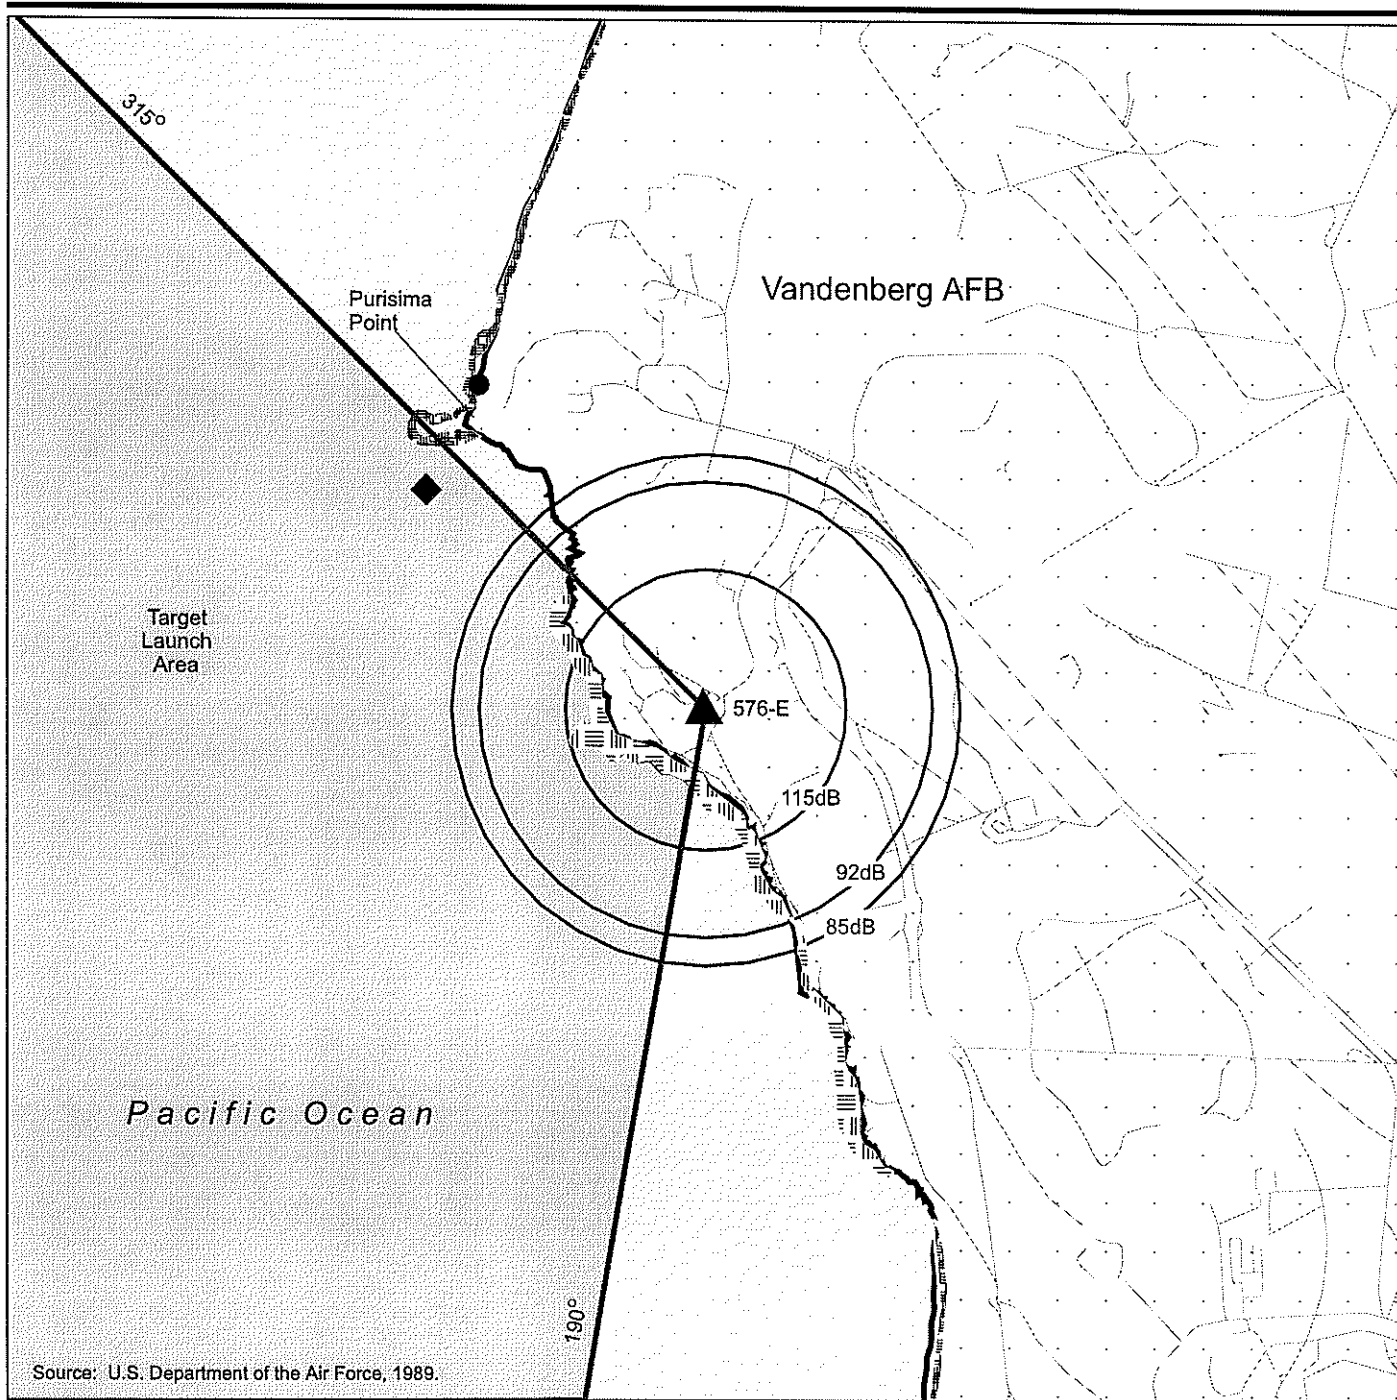 315°
Purisima
Point
Vandenberg AFB
Target
Launch
Area
576-E
115dB
92dB
85dB
Pacific Ocean
190°
Source: U.S. Department of the Air Force, 1989.